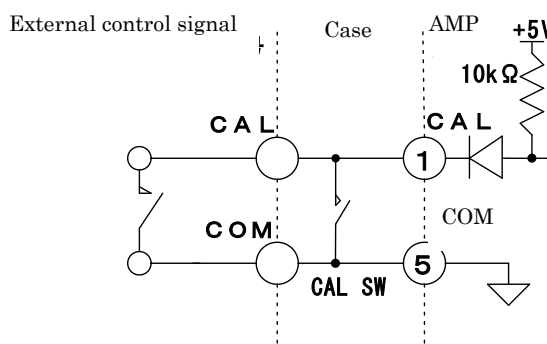 External control signal
Case
AMP
+5V
10kΩ
CAL
CAL
1
COM
COM
5
CAL SW